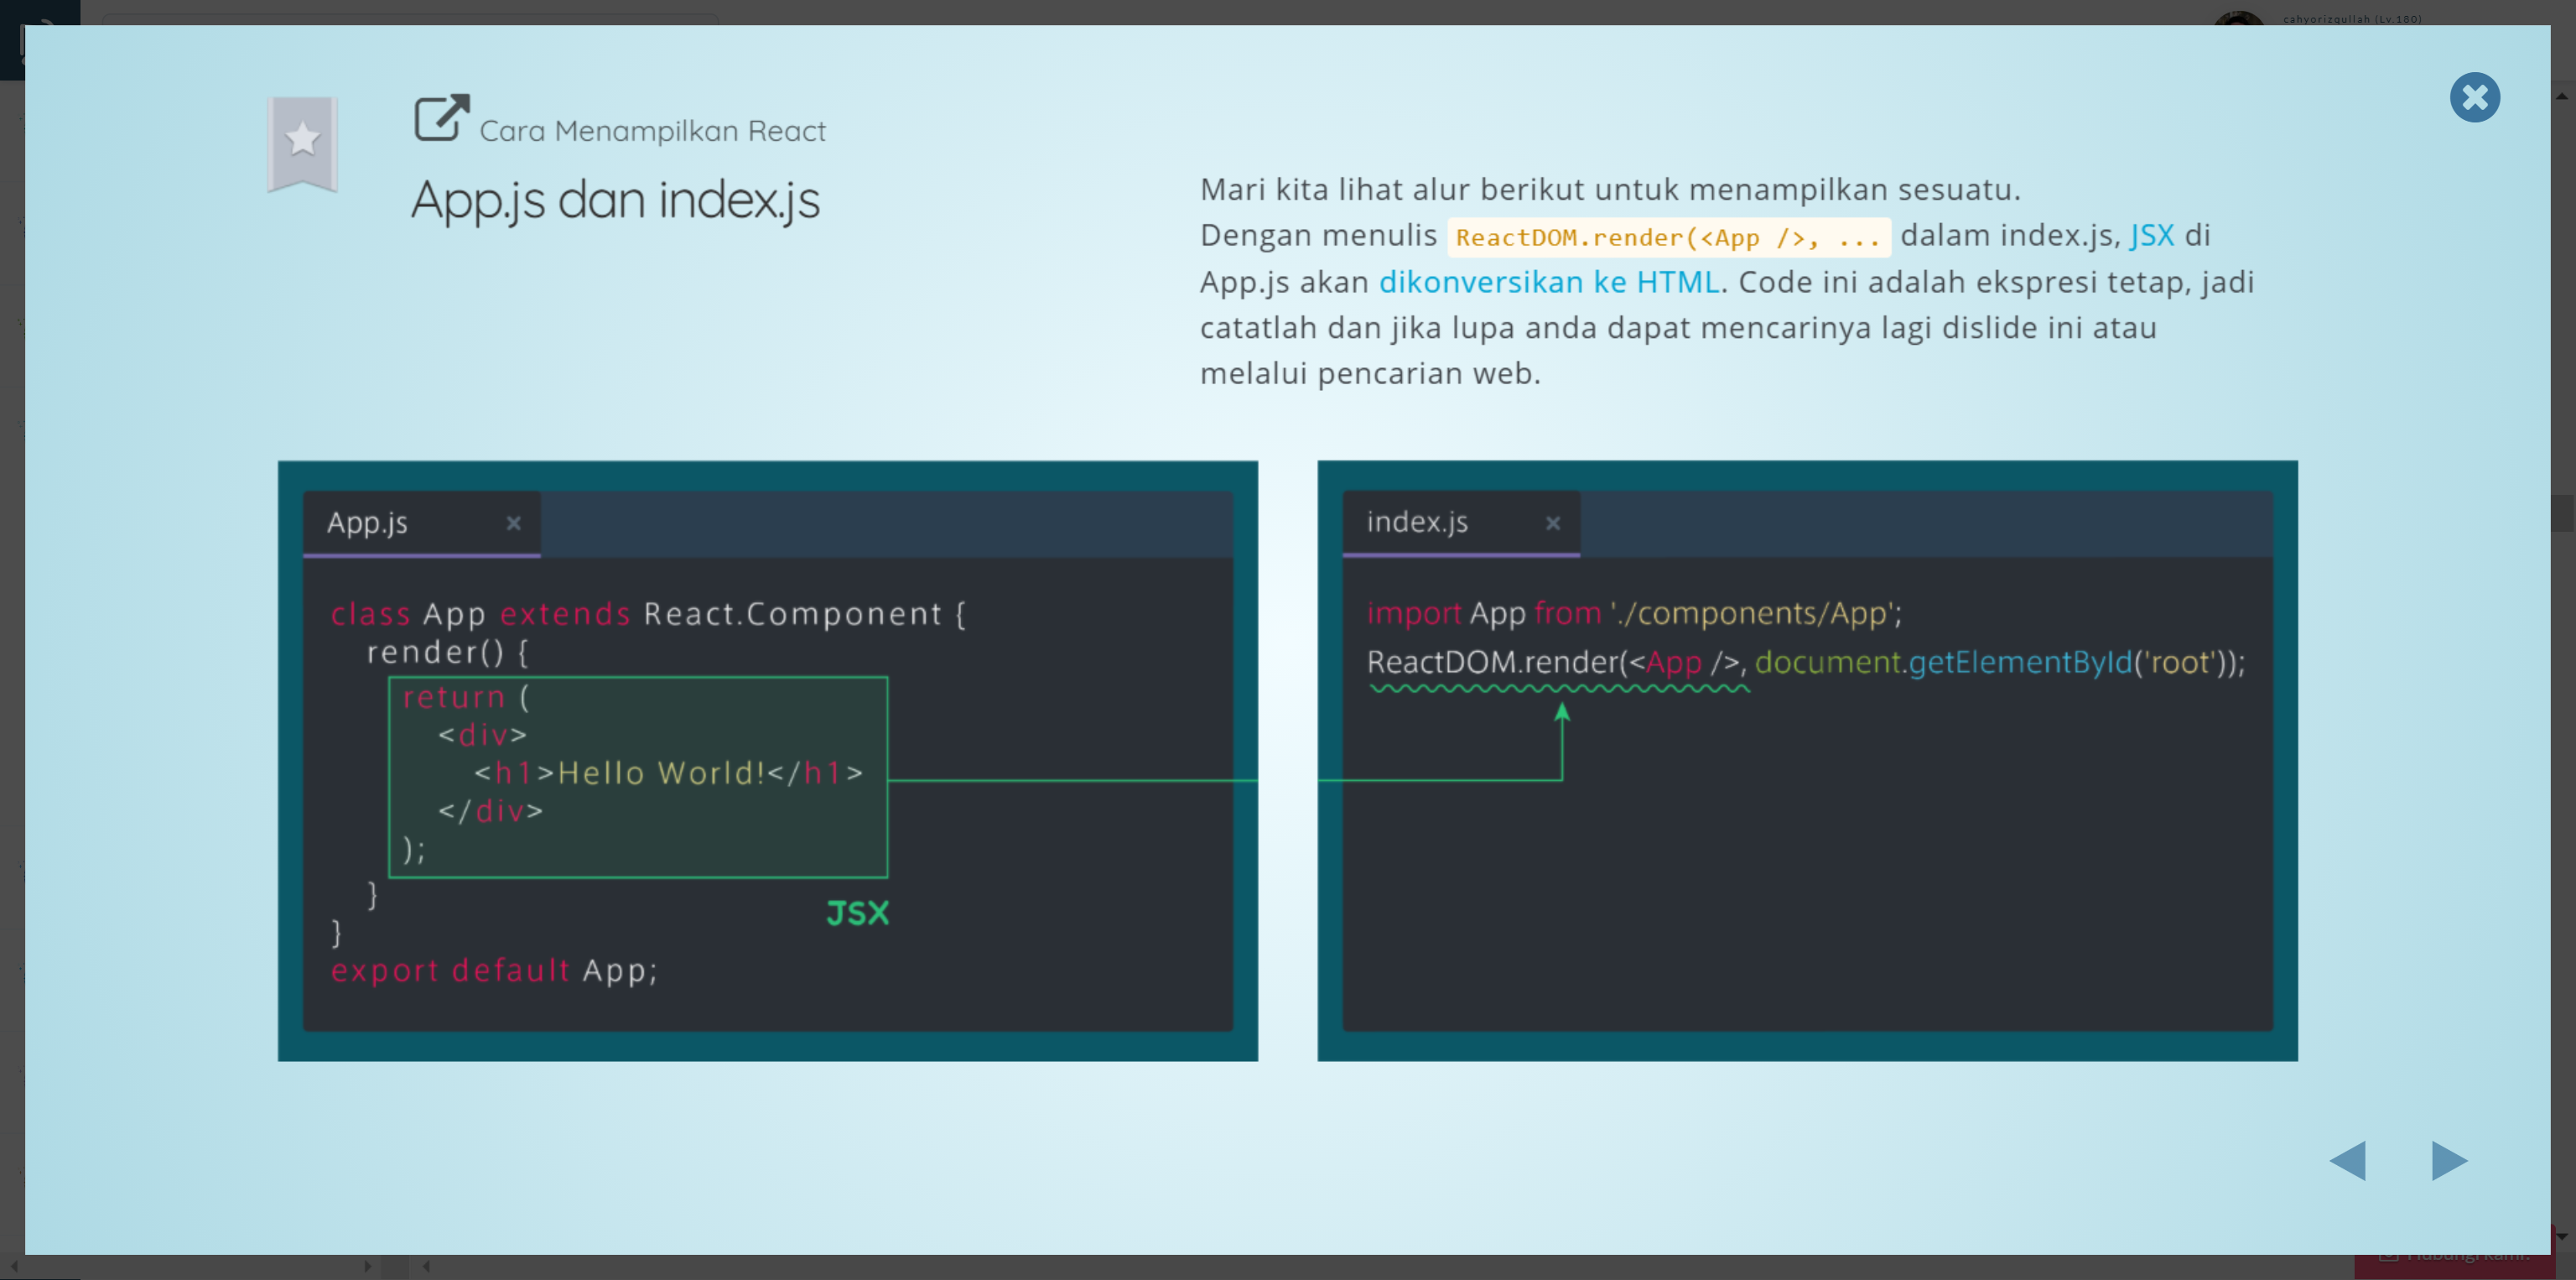 cahyorizqullah (Lv.180)
Cara Menampilkan React
App.js dan index.js
Mari kita lihat alur berikut untuk menampilkan sesuatu.
Dengan menulis ReactDOM.render(<App />, ... dalam index.js, JSX di
App.js akan dikonversikan ke HTML. Code ini adalah ekspresi tetap, jadi
catatlah dan jika lupa anda dapat mencarinya lagi dislide ini atau
melalui pencarian web.
App.js ×
class App extends React.Component {
render() {
return (
<div>
<h1>Hello World!</h1>
</div>
);
}
}
export default App;
JSX
index.js ×
import App from './components/App';
ReactDOM.render(<App />, document.getElementById('root'));